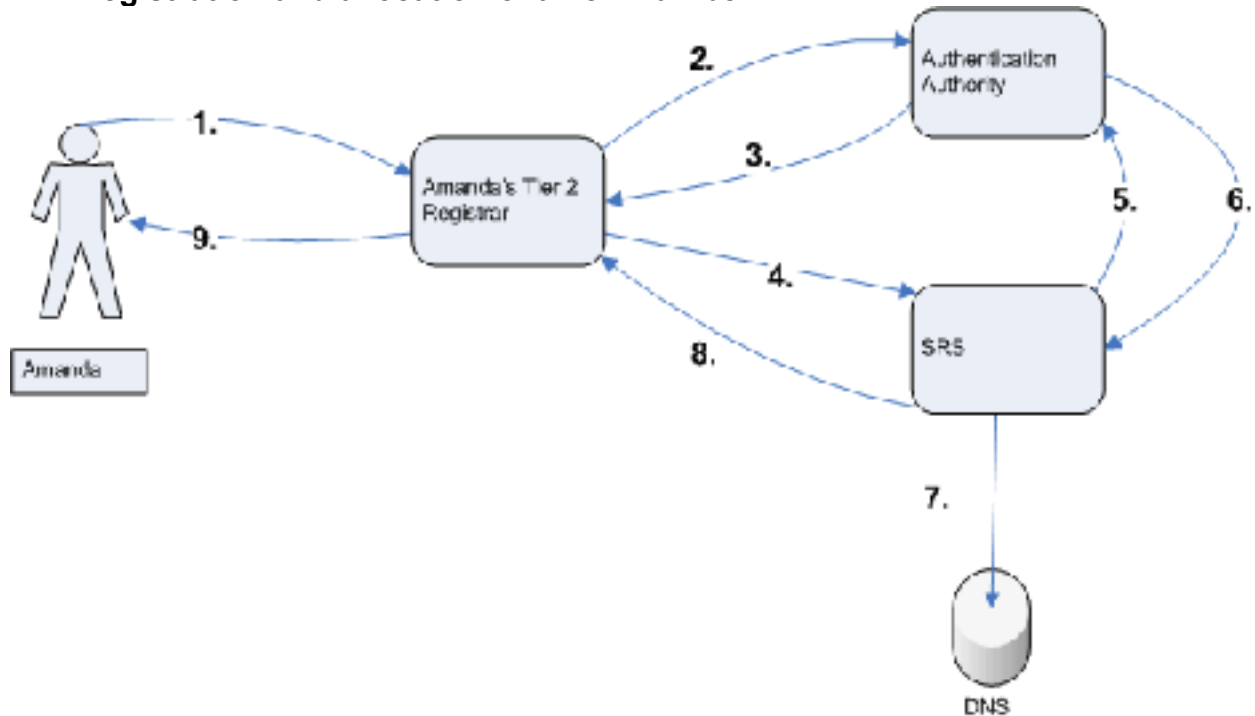 1.
2.
Authentication
Authority
3.
Amanda's Tier 2
Registrar
5.
6.
9.
4.
SRS
8.
Amanda
7.
DNS